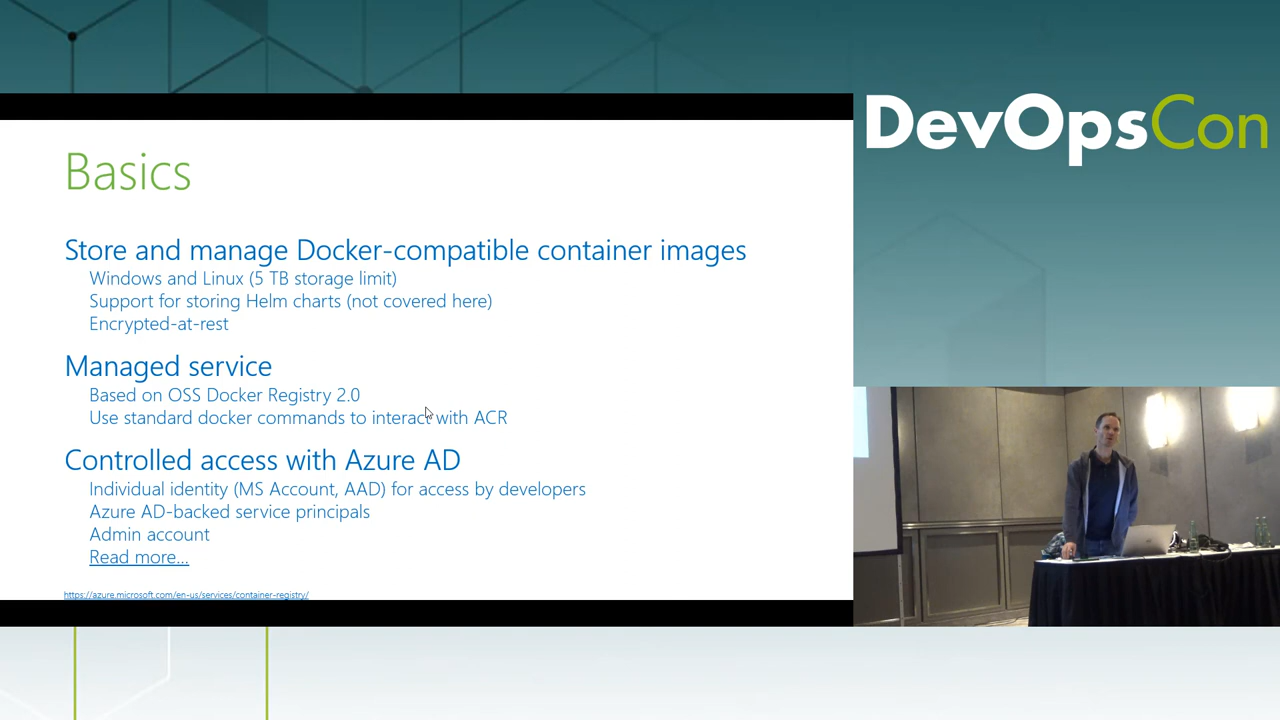 DevOpsCon
Basics
Store and manage Docker-compatible container images
Windows and Linux (5 TB storage limit)
Support for storing Helm charts (not covered here)
Encrypted-at-rest
Managed service
Based on OSS Docker Registry 2.0
Use standard docker commands to interact with ACR
Controlled access with Azure AD
Individual identity (MS Account, AAD) for access by developers
Azure AD-backed service principals
Admin account
Read more...
https://azure.microsoft.com/en-us/services/container-registry/